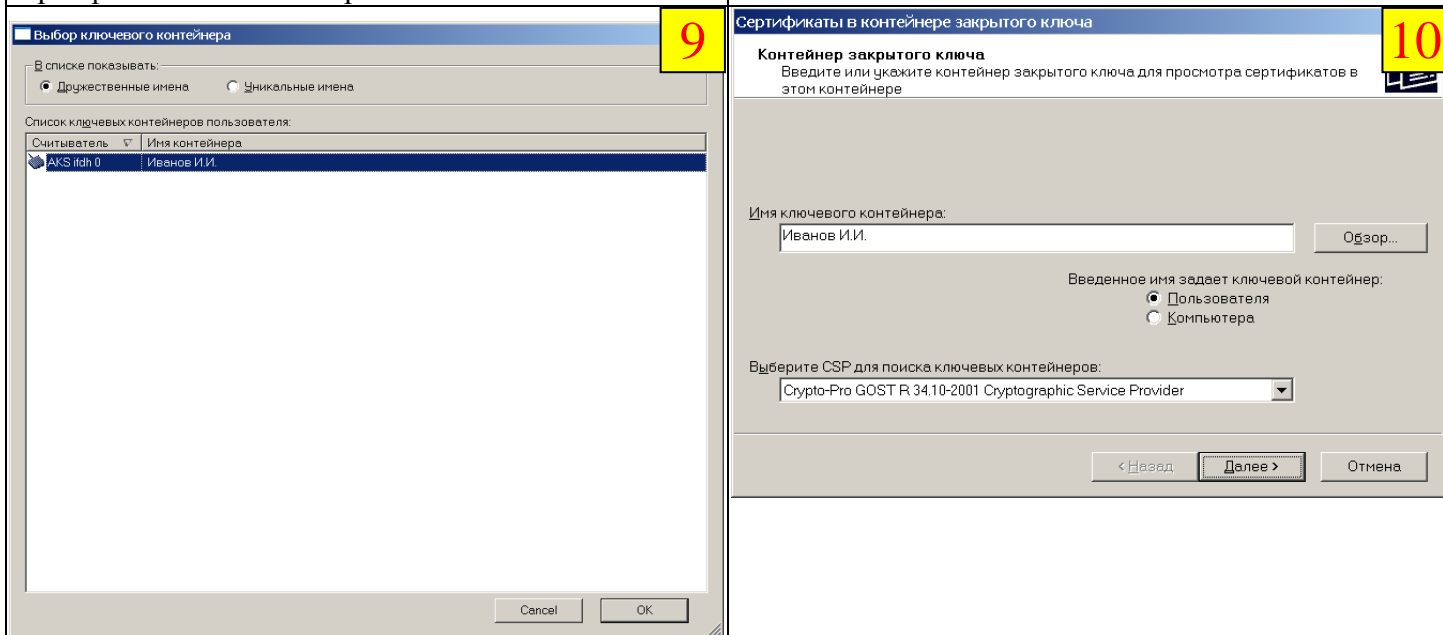 Выбор ключевого контейнера
9
В списке показывать:
Дружественные имена Уникальные имена
Список ключевых контейнеров пользователя:
Считыватель Имя контейнера
AKS ifdh 0 Иванов И.И.
Cancel OK
Сертификаты в контейнере закрытого ключа
10
Контейнер закрытого ключа
Введите или укажите контейнер закрытого ключа для просмотра сертификатов в
этом контейнере
Имя ключевого контейнера:
Иванов И.И. Обзор...
Введенное имя задает ключевой контейнер:
Пользователя
Компьютера
Выберите CSP для поиска ключевых контейнеров:
Crypto-Pro GOST R 34.10-2001 Cryptographic Service Provider
< Назад Далее > Отмена